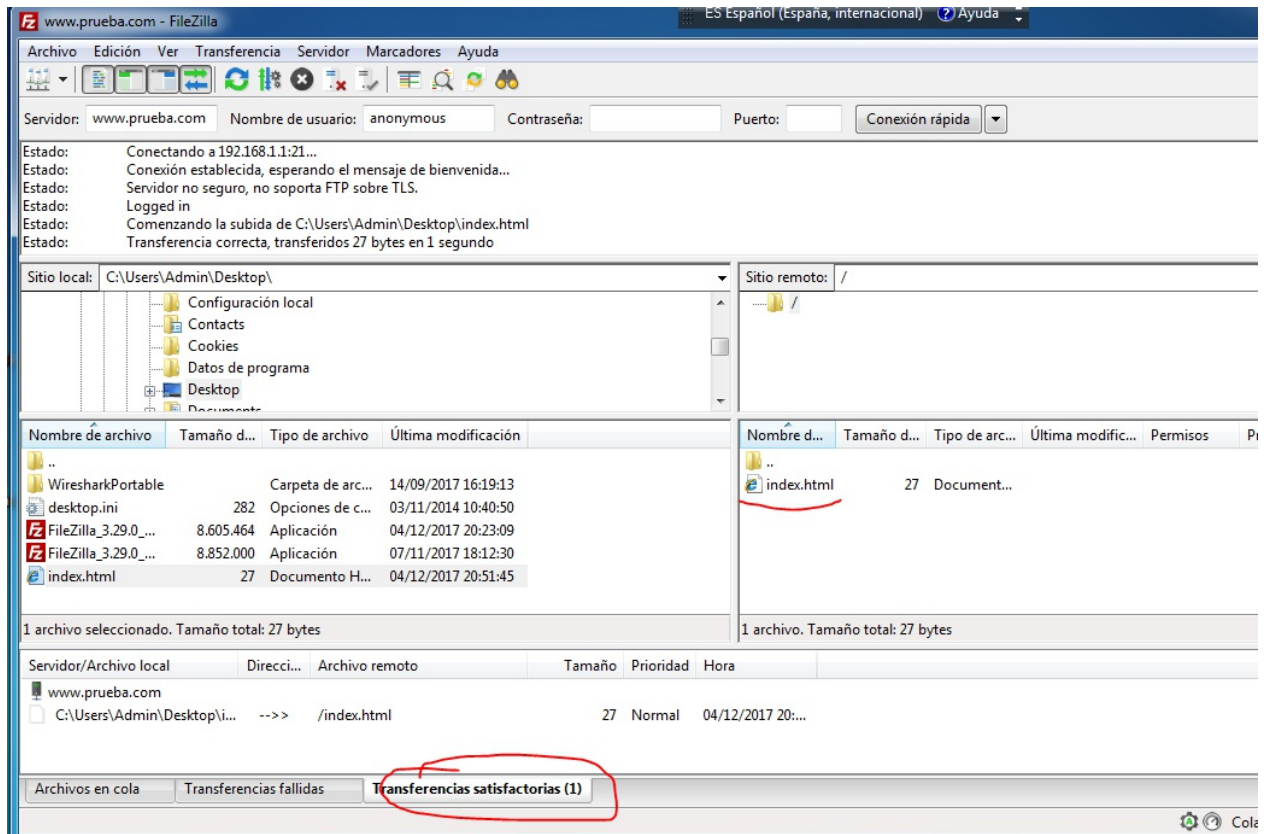 www.prueba.com - FileZilla
ES Español (España, internacional) ? Ayuda
Archivo Edición Ver Transferencia Servidor Marcadores Ayuda
Servidor: www.prueba.com Nombre de usuario: anonymous Contraseña: Puerto: Conexión rápida
Estado: Conectando a 192.168.1.1:21...
Estado: Conexión establecida, esperando el mensaje de bienvenida...
Estado: Servidor no seguro, no soporta FTP sobre TLS.
Estado: Logged in
Estado: Comenzando la subida de C:\Users\Admin\Desktop\index.html
Estado: Transferencia correcta, transferidos 27 bytes en 1 segundo
Sitio local: C:\Users\Admin\Desktop\
Configuración local
Contacts
Cookies
Datos de programa
Desktop
Documents
Sitio remoto: /
/
Nombre de archivo Tamaño d... Tipo de archivo Última modificación
..
WiresharkPortable Carpeta de arc... 14/09/2017 16:19:13
desktop.ini 282 Opciones de c... 03/11/2014 10:40:50
FileZilla_3.29.0_... 8.605.464 Aplicación 04/12/2017 20:23:09
FileZilla_3.29.0_... 8.852.000 Aplicación 07/11/2017 18:12:30
index.html 27 Documento H... 04/12/2017 20:51:45
1 archivo seleccionado. Tamaño total: 27 bytes
Nombre d... Tamaño d... Tipo de arc... Última modific... Permisos
..
index.html 27 Document...
1 archivo. Tamaño total: 27 bytes
Servidor/Archivo local Direcci... Archivo remoto Tamaño Prioridad Hora
www.prueba.com
C:\Users\Admin\Desktop\i... -->> /index.html 27 Normal 04/12/2017 20:...
Archivos en cola Transferencias fallidas Transferencias satisfactorias (1)
Cola